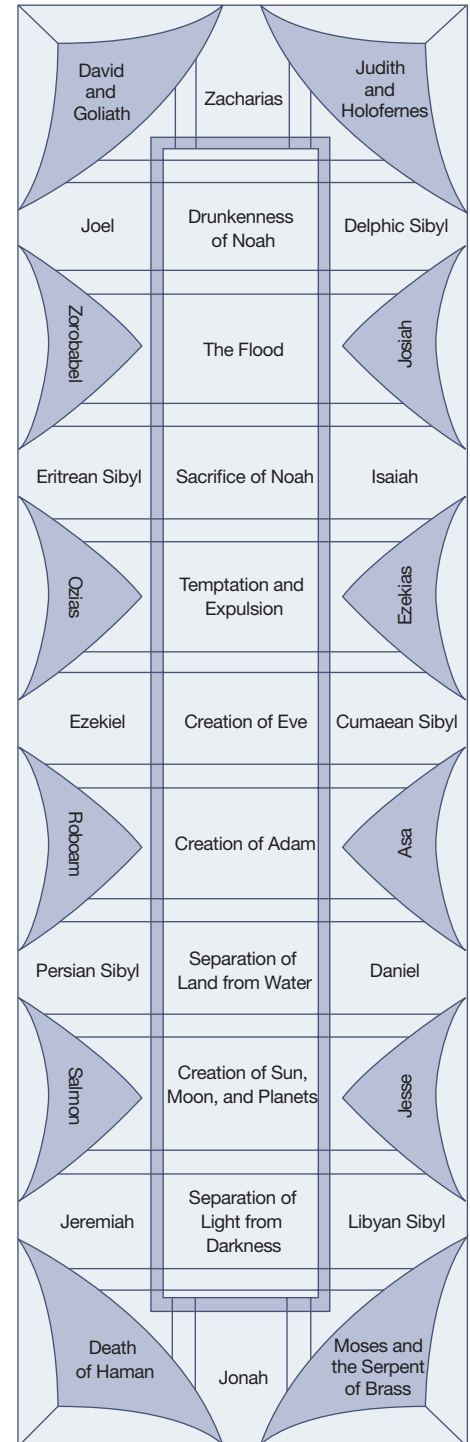 David
and
Goliath
Zacharias
Judith
and
Holofernes
Joel
Drunkenness
of Noah
Delphic Sibyl
Zorobabel
The Flood
Josiah
Eritrean Sibyl
Sacrifice of Noah
Isaiah
Ozias
Temptation and
Expulsion
Ezekias
Ezekiel
Creation of Eve
Cumaean Sibyl
Roboam
Creation of Adam
Asa
Persian Sibyl
Separation of
Land from Water
Daniel
Salmon
Creation of Sun,
Moon, and Planets
Jesse
Jeremiah
Separation of
Light from
Darkness
Libyan Sibyl
Death
of Haman
Jonah
Moses and
the Serpent
of Brass